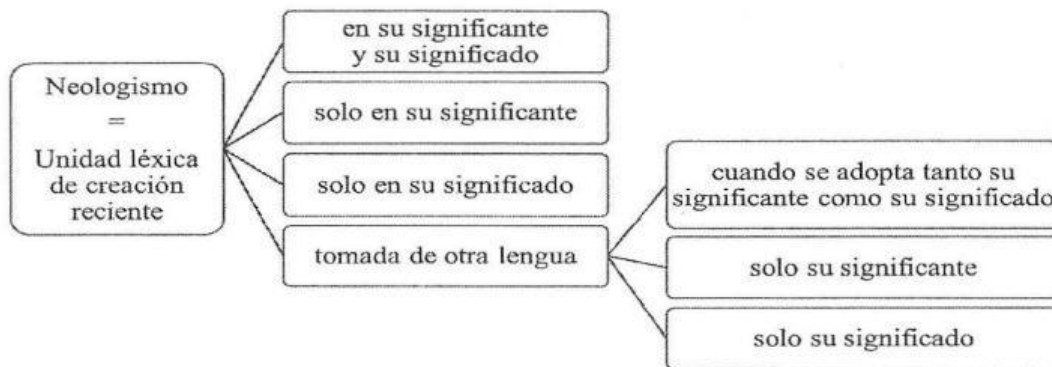 Neologismo
=
Unidad léxica
de creación
reciente
en su significante
y su significado
solo en su significante
solo en su significado
tomada de otra lengua
cuando se adopta tanto su
significante como su significado
solo su significante
solo su significado